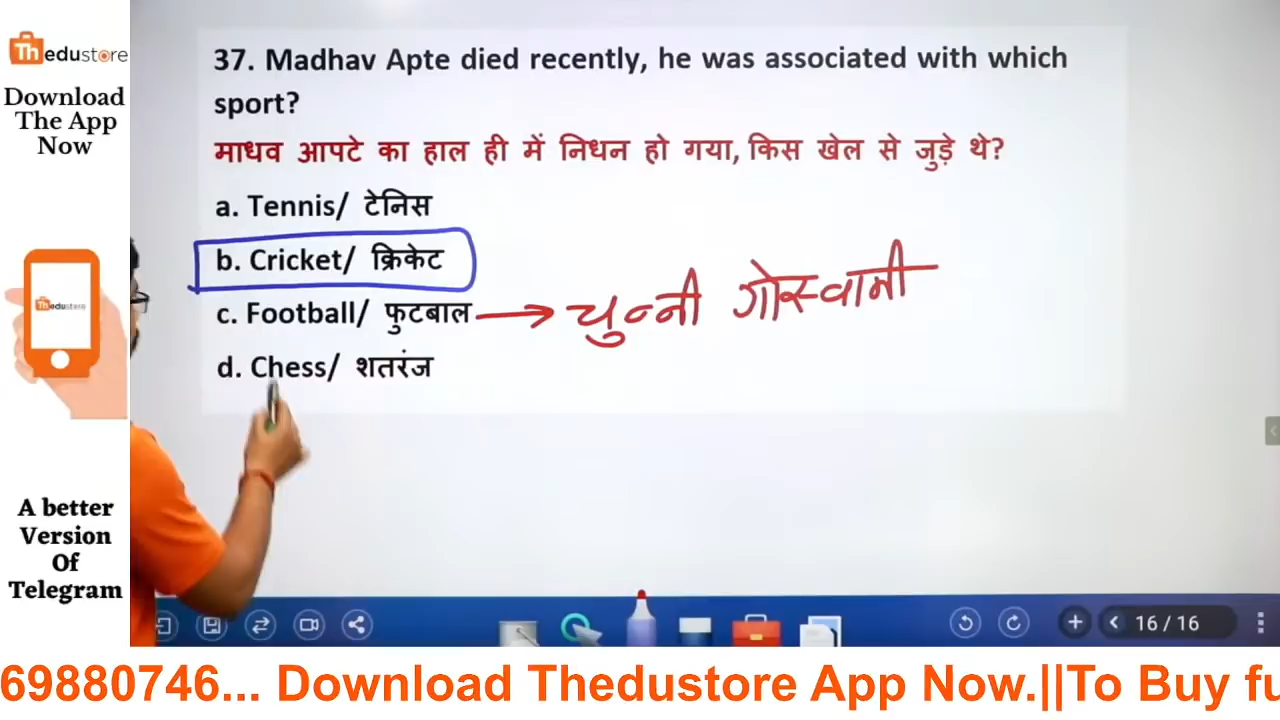 Thedustore
Download
The App
Now
Thedustore
A better
Version
Of
Telegram
37. Madhav Apte died recently, he was associated with which
sport?
माधव आपटे का हाल ही में निधन हो गया, किस खेल से जुड़े थे?
a. Tennis/ टेनिस
b. Cricket/ क्रिकेट
c. Football/ फुटबाल → चुन्नी गोस्वामी
d. Chess/ शतरंज
16 / 16
69880746... Download Thedustore App Now.||To Buy fu